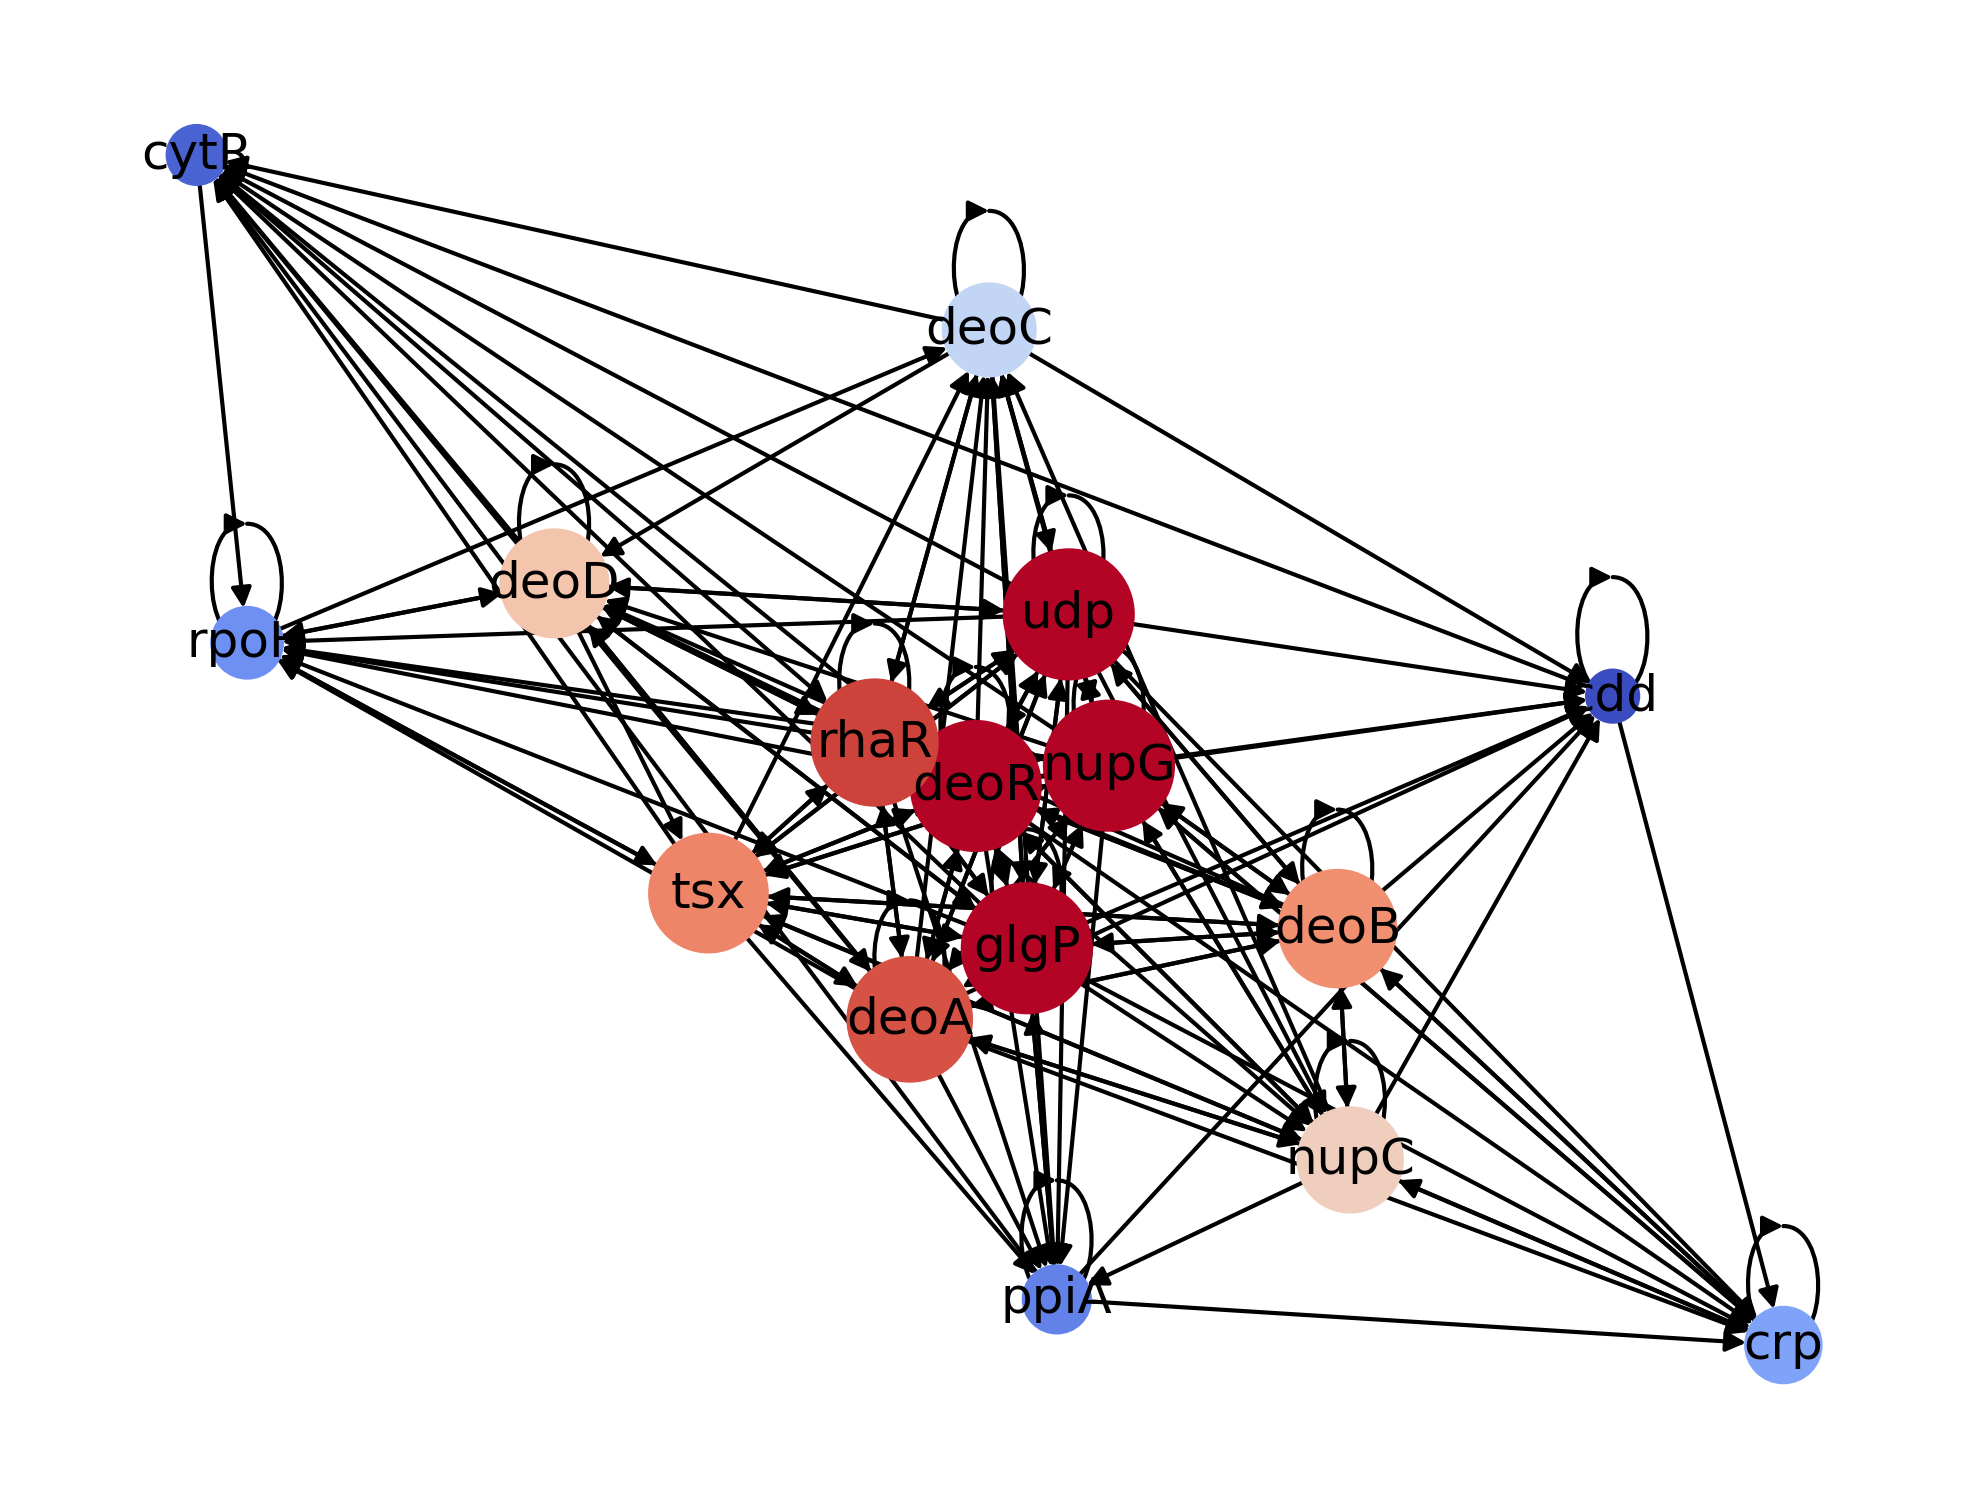 cytR
deoC
deoD
udp
rpoH
cdd
rhaR
nupG
deoR
tsx
deoB
glgP
deoA
nupC
ppiA
crp